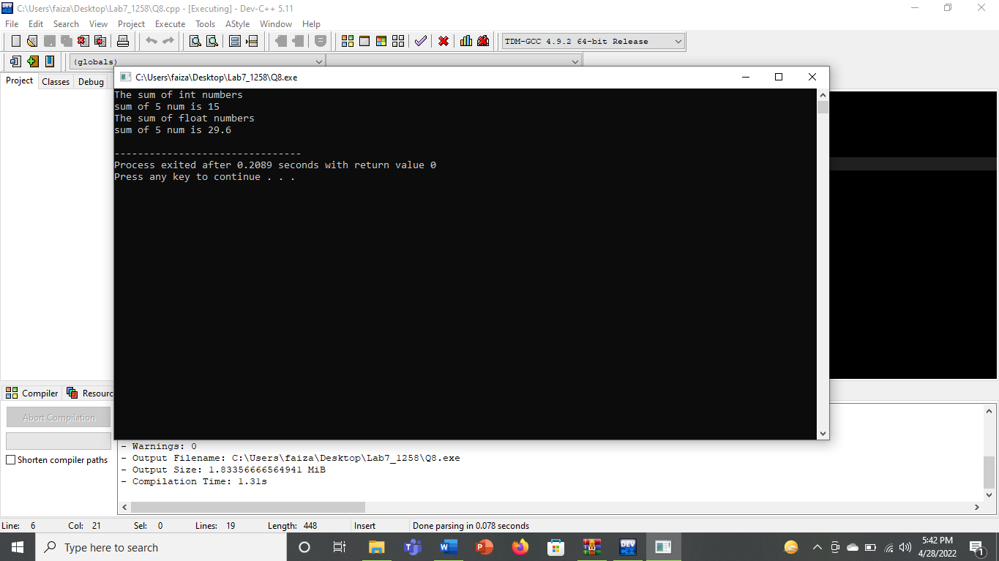 C:\Users\faiza\Desktop\Lab7_1258\Q8.cpp - [Executing] - Dev-C++ 5.11
File Edit Search View Project Execute Tools AStyle Window Help
TDM-GCC 4.9.2 64-bit Release
(globals)
Project Classes Debug
C:\Users\faiza\Desktop\Lab7_1258\Q8.exe
The sum of int numbers
sum of 5 num is 15
The sum of float numbers
sum of 5 num is 29.6
--------------------------------
Process exited after 0.2089 seconds with return value 0
Press any key to continue . . .
Compiler Resourc
Abort Compilation
Shorten compiler paths
- Warnings: 0
- Output Filename: C:\Users\faiza\Desktop\Lab7_1258\Q8.exe
- Output Size: 1.83356666564941 MiB
- Compilation Time: 1.31s
Line: 6 Col: 21 Sel: 0 Lines: 19 Length: 448 Insert Done parsing in 0.078 seconds
Type here to search
DEV
5:42 PM
4/28/2022
1